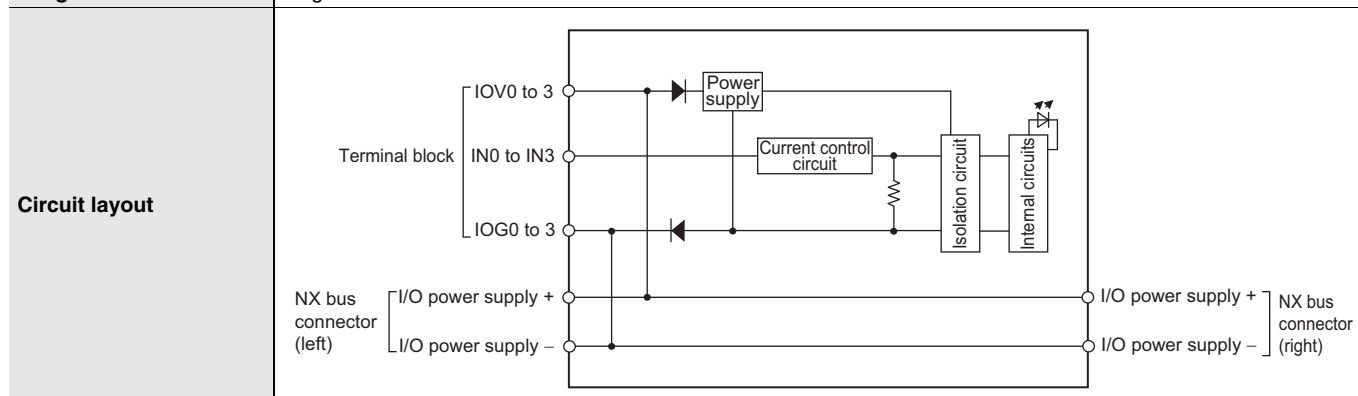 Circuit layout
Terminal block
IOV0 to 3
IN0 to IN3
IOG0 to 3
Power
supply
Current control
circuit
Isolation circuit
Internal circuits
NX bus
connector
(left)
I/O power supply +
I/O power supply −
I/O power supply +
I/O power supply −
NX bus
connector
(right)